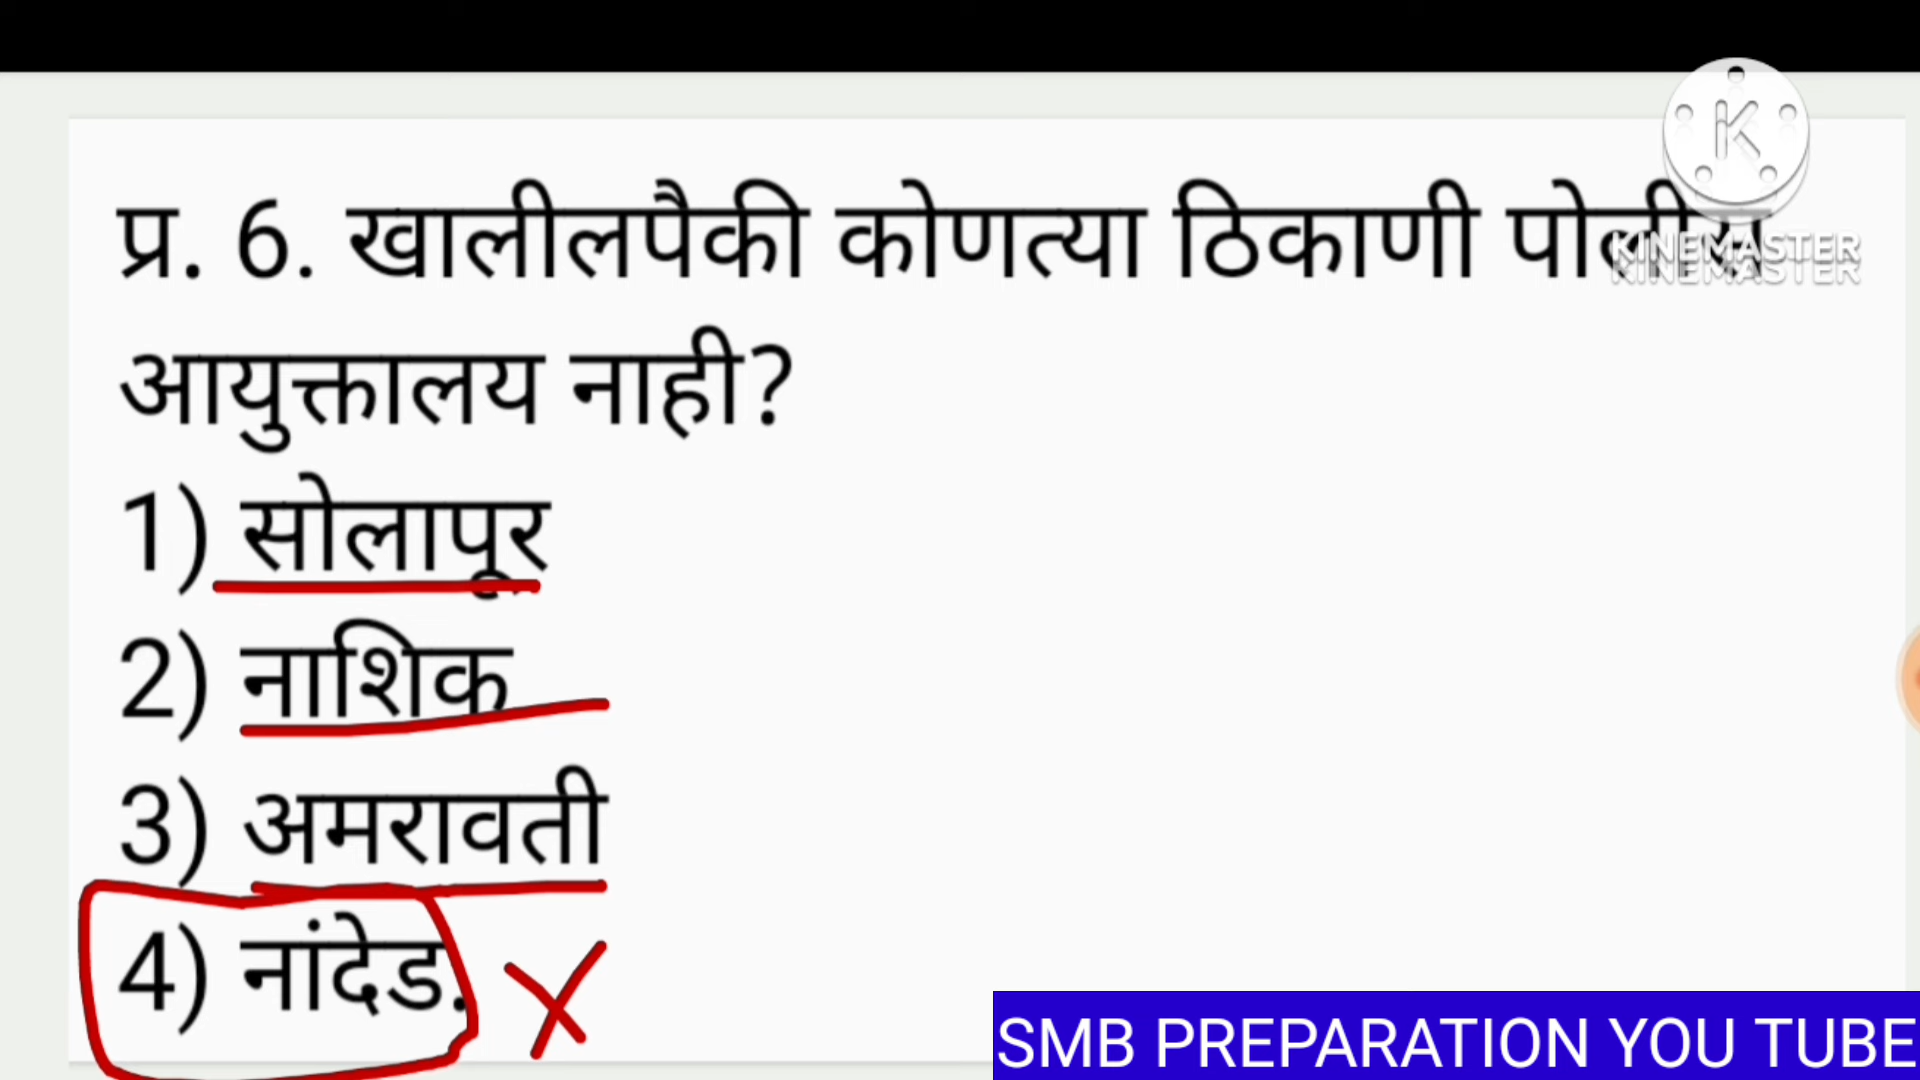 प्र. 6. खालीलपैकी कोणत्या ठिकाणी पोलीस
आयुक्तालय नाही?
1) सोलापूर
2) नाशिक
3) अमरावती
4) नांदेड.
K
KINEMASTER
SMB PREPARATION YOU TUBE